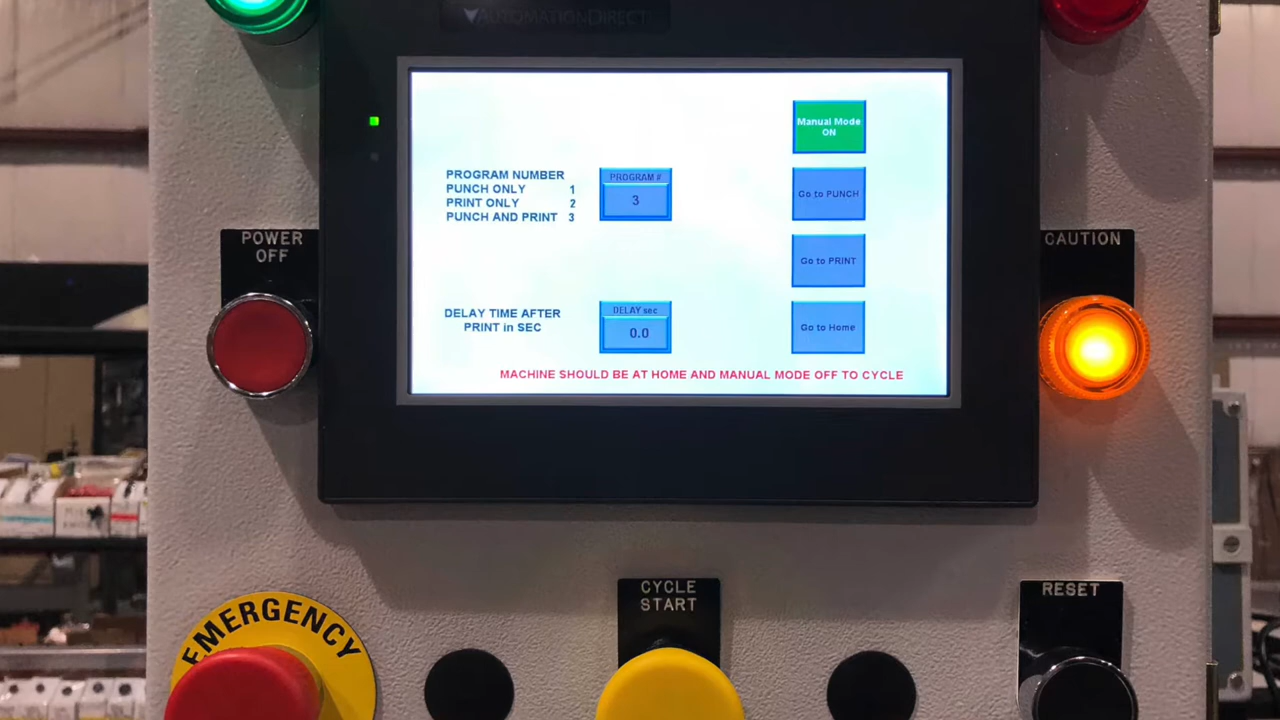 AUTOMATIONDIRECT
Manual Mode
ON
PROGRAM NUMBER
PUNCH ONLY 1
PRINT ONLY 2
PUNCH AND PRINT 3
PROGRAM #
3
Go to PUNCH
POWER
OFF
CAUTION
Go to PRINT
DELAY TIME AFTER
PRINT in SEC
DELAY sec
0.0
Go to Home
MACHINE SHOULD BE AT HOME AND MANUAL MODE OFF TO CYCLE
CYCLE
START
RESET
EMERGENCY